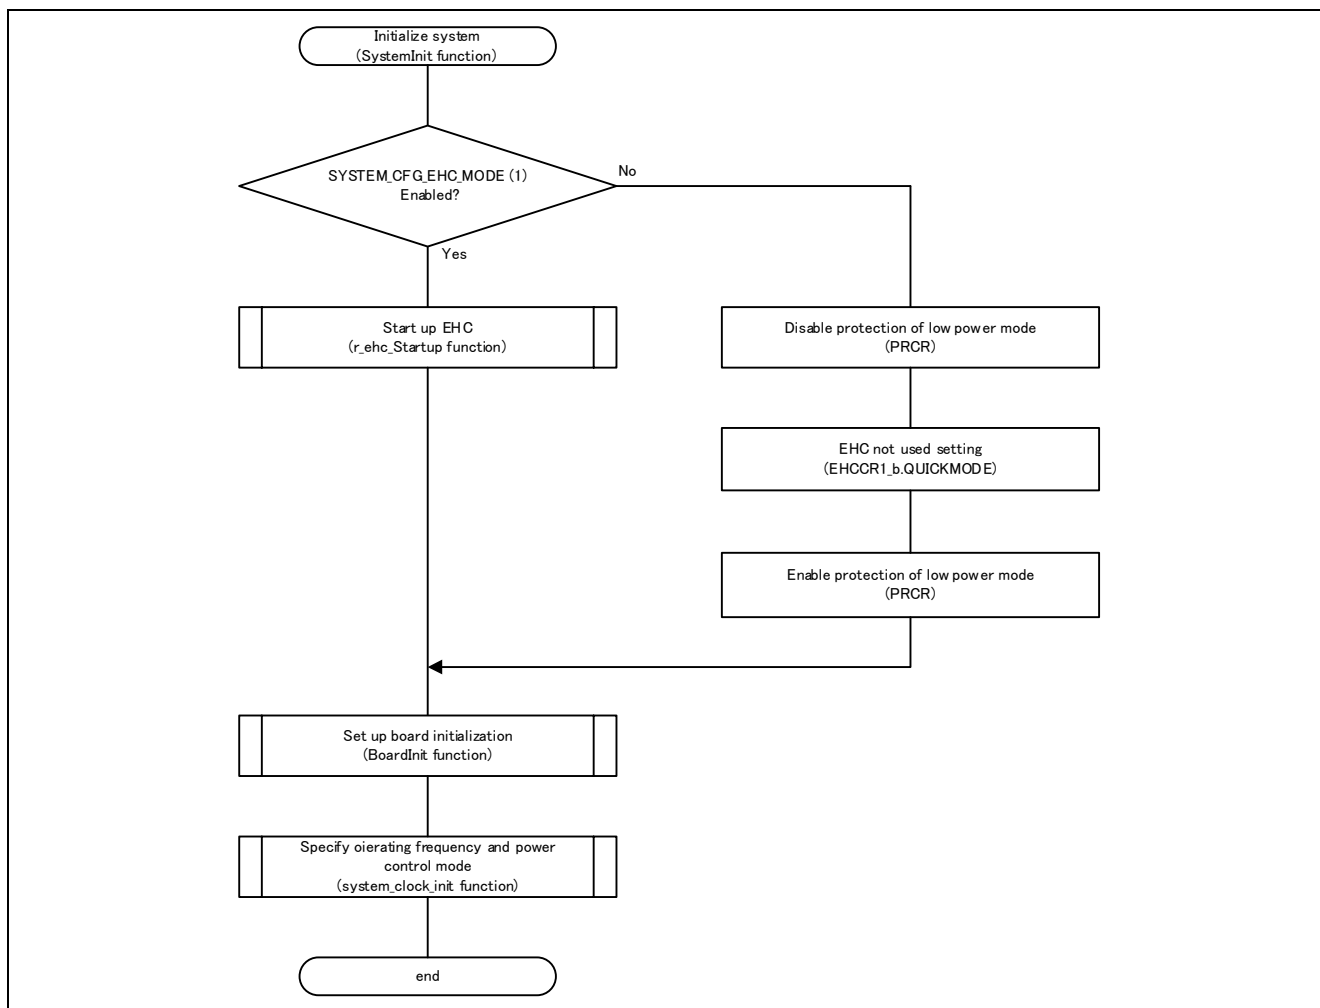 Initialize system
(SystemInit function)
SYSTEM_CFG_EHC_MODE (1)
Enabled?
No
Yes
Start up EHC
(r_ehc_Startup function)
Disable protection of low power mode
(PRCR)
EHC not used setting
(EHCCR1_b.QUICKMODE)
Enable protection of low power mode
(PRCR)
Set up board initialization
(BoardInit function)
Specify oierating frequency and power
control mode
(system_clock_init function)
end